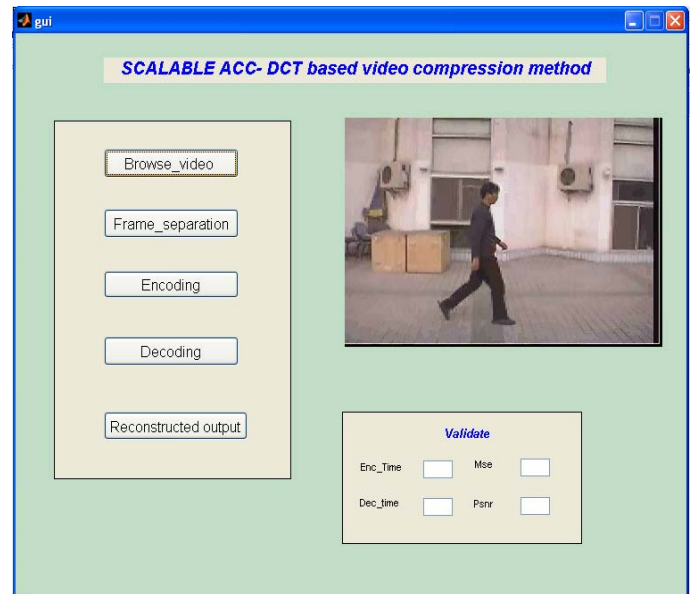 gui
SCALABLE ACC- DCT based video compression method
Browse_video
Frame_separation
Encoding
Decoding
Reconstructed output
Validate
Enc_Time
Mse
Dec_time
Psnr